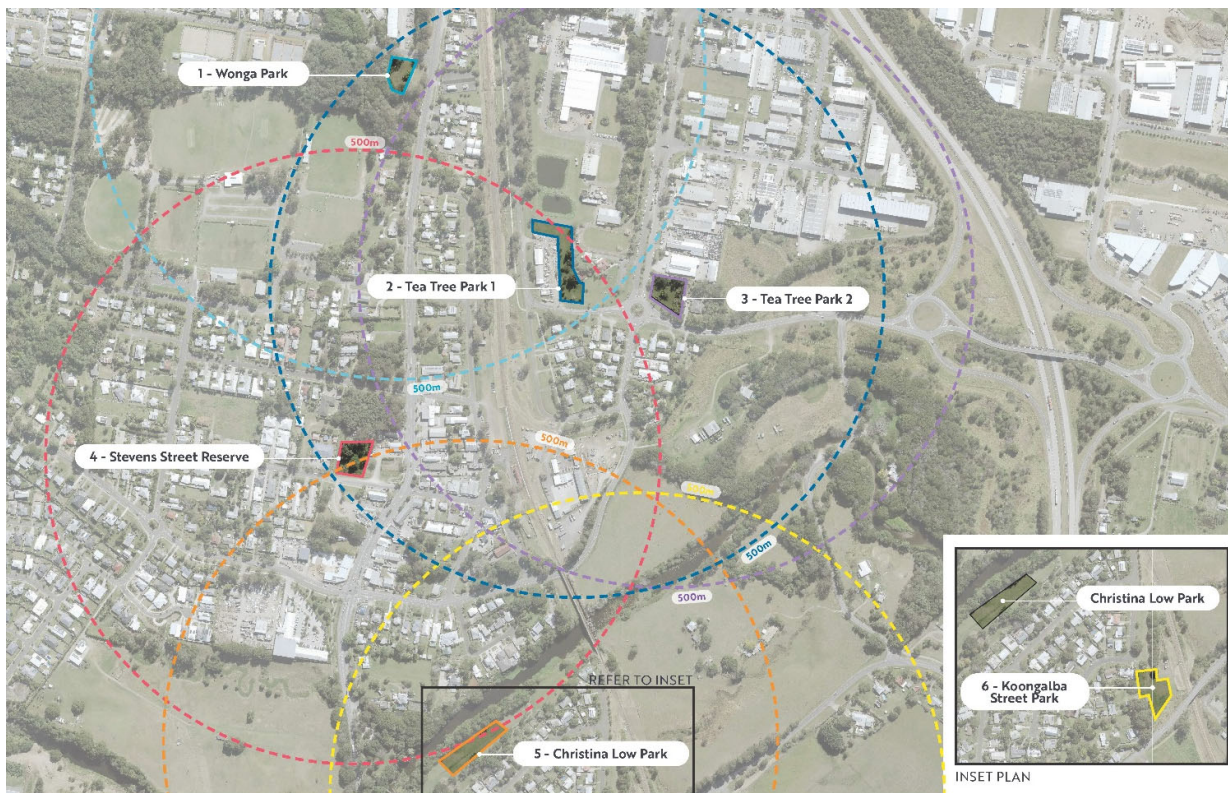 1 - Wonga Park
500m
2 - Tea Tree Park 1
3 - Tea Tree Park 2
500m
4 - Stevens Street Reserve
500m
500m
500m
500m
REFER TO INSET
5 - Christina Low Park
Christina Low Park
6 - Koongalba
Street Park
INSET PLAN